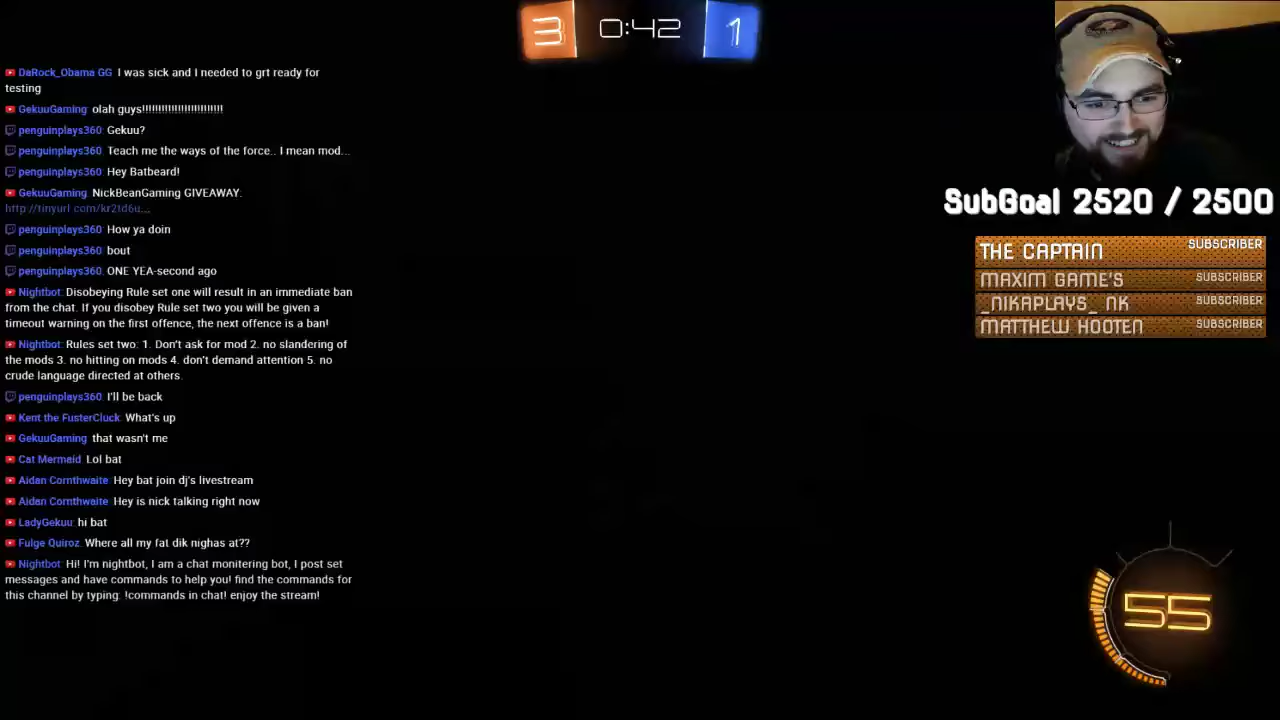 3 0:42 1
DaRock_Obama GG I was sick and I needed to grt ready for
testing
GekuuGaming: olah guys!!!!!!!!!!!!!!!!!!!!!!!!!
penguinplays360: Gekuu?
penguinplays360: Teach me the ways of the force.. I mean mod...
penguinplays360: Hey Batbeard!
GekuuGaming: NickBeanGaming GIVEAWAY.
http://tinyurl.com/kr2td6u...
penguinplays360: How ya doin
penguinplays360: bout
penguinplays360: ONE YEA-second ago
Nightbot: Disobeying Rule set one will result in an immediate ban
from the chat. If you disobey Rule set two you will be given a
timeout warning on the first offence, the next offence is a ban!
Nightbot: Rules set two: 1. Don't ask for mod 2. no slandering of
the mods 3. no hitting on mods 4. don't demand attention 5. no
crude language directed at others.
penguinplays360: I'll be back
Kent the FusterCluck: What's up
GekuuGaming: that wasn't me
Cat Mermaid: Lol bat
Aidan Cornthwaite: Hey bat join dj's livestream
Aidan Cornthwaite: Hey is nick talking right now
LadyGekuu: hi bat
Fulge Quiroz: Where all my fat dik nighas at??
Nightbot: Hi! I'm nightbot, I am a chat monitering bot, I post set
messages and have commands to help you! find the commands for
this channel by typing: !commands in chat! enjoy the stream!
SubGoal 2520 / 2500
THE CAPTAIN SUBSCRIBER
MAXIM GAME'S SUBSCRIBER
_NIKAPLAYS_ NK SUBSCRIBER
MATTHEW HOOTEN SUBSCRIBER
55